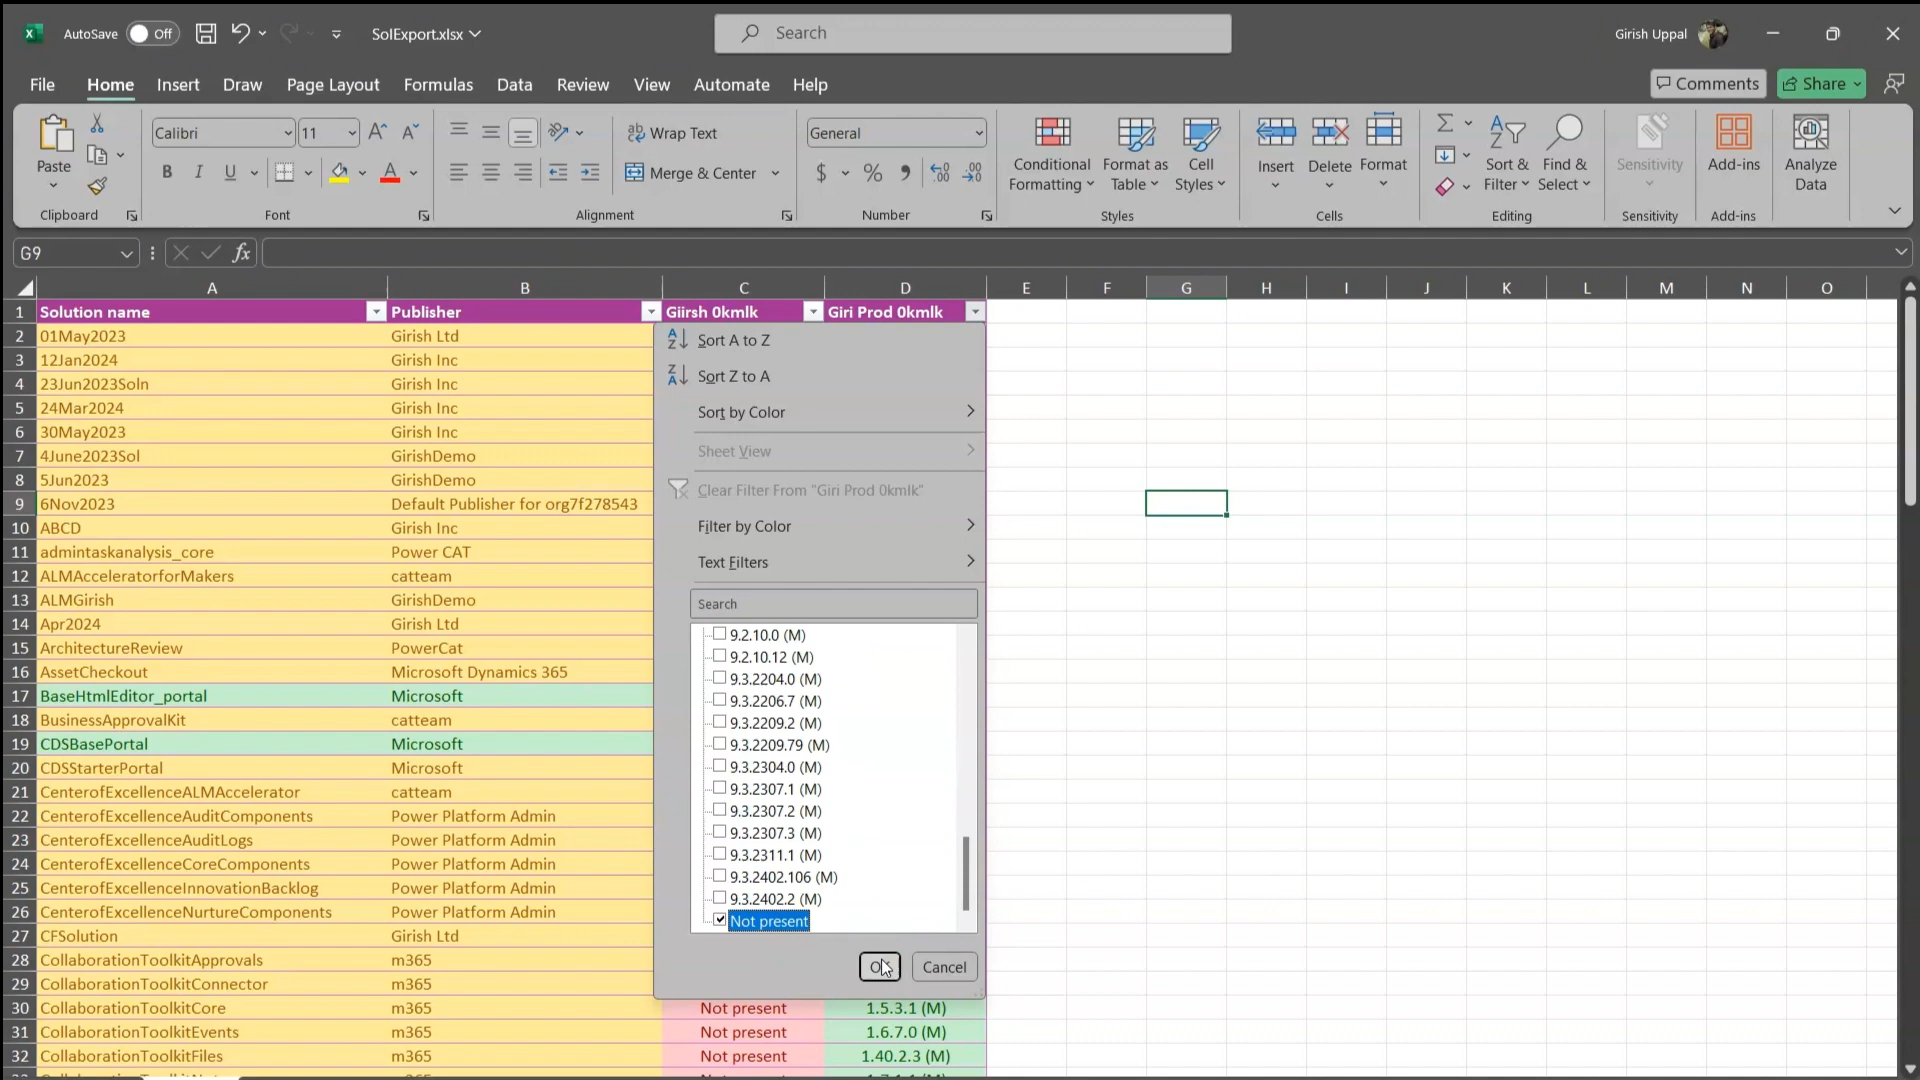 AutoSave Off SolExport.xlsx Search Girish Uppal
File Home Insert Draw Page Layout Formulas Data Review View Automate Help Comments Share
Paste Calibri 11 Wrap Text General Conditional Formatting Format as Table Cell Styles Insert Delete Format Sort & Filter Find & Select Sensitivity Add-ins Analyze Data
B I U Merge & Center $ %
Clipboard Font Alignment Number Styles Cells Editing Sensitivity Add-ins
G9 fx
A B C D E F G H I J K L M N O
1 Solution name Publisher Giirsh 0kmlk Giri Prod 0kmlk
2 01May2023 Girish Ltd
3 12Jan2024 Girish Inc
4 23Jun2023Soln Girish Inc
5 24Mar2024 Girish Inc
6 30May2023 Girish Inc
7 4June2023Sol GirishDemo
8 5Jun2023 GirishDemo
9 6Nov2023 Default Publisher for org7f278543
10 ABCD Girish Inc
11 admintaskanalysis_core Power CAT
12 ALMAcceleratorforMakers catteam
13 ALMGirish GirishDemo
14 Apr2024 Girish Ltd
15 ArchitectureReview PowerCat
16 AssetCheckout Microsoft Dynamics 365
17 BaseHtmlEditor_portal Microsoft
18 BusinessApprovalKit catteam
19 CDSBasePortal Microsoft
20 CDSStarterPortal Microsoft
21 CenterofExcellenceALMAccelerator catteam
22 CenterofExcellenceAuditComponents Power Platform Admin
23 CenterofExcellenceAuditLogs Power Platform Admin
24 CenterofExcellenceCoreComponents Power Platform Admin
25 CenterofExcellenceInnovationBacklog Power Platform Admin
26 CenterofExcellenceNurtureComponents Power Platform Admin
27 CFSolution Girish Ltd
28 CollaborationToolkitApprovals m365
29 CollaborationToolkitConnector m365
30 CollaborationToolkitCore m365 Not present 1.5.3.1 (M)
31 CollaborationToolkitEvents m365 Not present 1.6.7.0 (M)
32 CollaborationToolkitFiles m365 Not present 1.40.2.3 (M)
Sort A to Z
Sort Z to A
Sort by Color
Sheet View
Clear Filter From "Giri Prod 0kmlk"
Filter by Color
Text Filters
Search
9.2.10.0 (M)
9.2.10.12 (M)
9.3.2204.0 (M)
9.3.2206.7 (M)
9.3.2209.2 (M)
9.3.2209.79 (M)
9.3.2304.0 (M)
9.3.2307.1 (M)
9.3.2307.2 (M)
9.3.2307.3 (M)
9.3.2311.1 (M)
9.3.2402.106 (M)
9.3.2402.2 (M)
Not present
Cancel